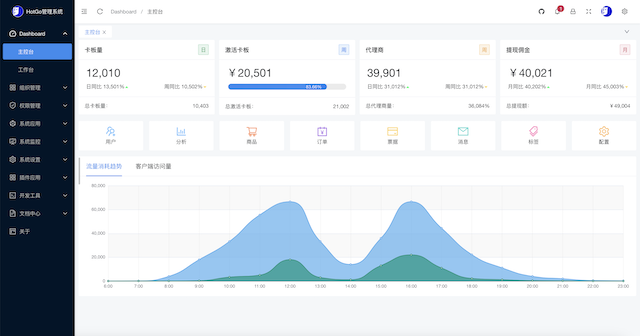 HotGo管理系统
Dashboard / 主控台
3
Dashboard
主控台
工作台
组织管理
权限管理
系统应用
系统监控
系统设置
插件应用
开发工具
文档中心
关于
主控台 ×
卡板量 日
12,010
日同比 13,501% 周同比 10,502%
总卡板量: 10,403
激活卡板 周
¥20,501
83.66%
总激活卡板: 21,002
代理商 周
39,901
日同比 31,012% 周同比 31,012%
总代理商量: 36,084%
提现佣金 月
¥40,021
月同比 40,202% 月同比 45,003%
总提现额: ¥49,004
用户
分析
商品
订单
票据
消息
标签
配置
流量消耗趋势 客户端访问量
80,000
60,000
40,000
20,000
0
6:00 7:00 8:00 9:00 10:00 11:00 12:00 13:00 14:00 15:00 16:00 17:00 18:00 19:00 20:00 21:00 22:00 23:00